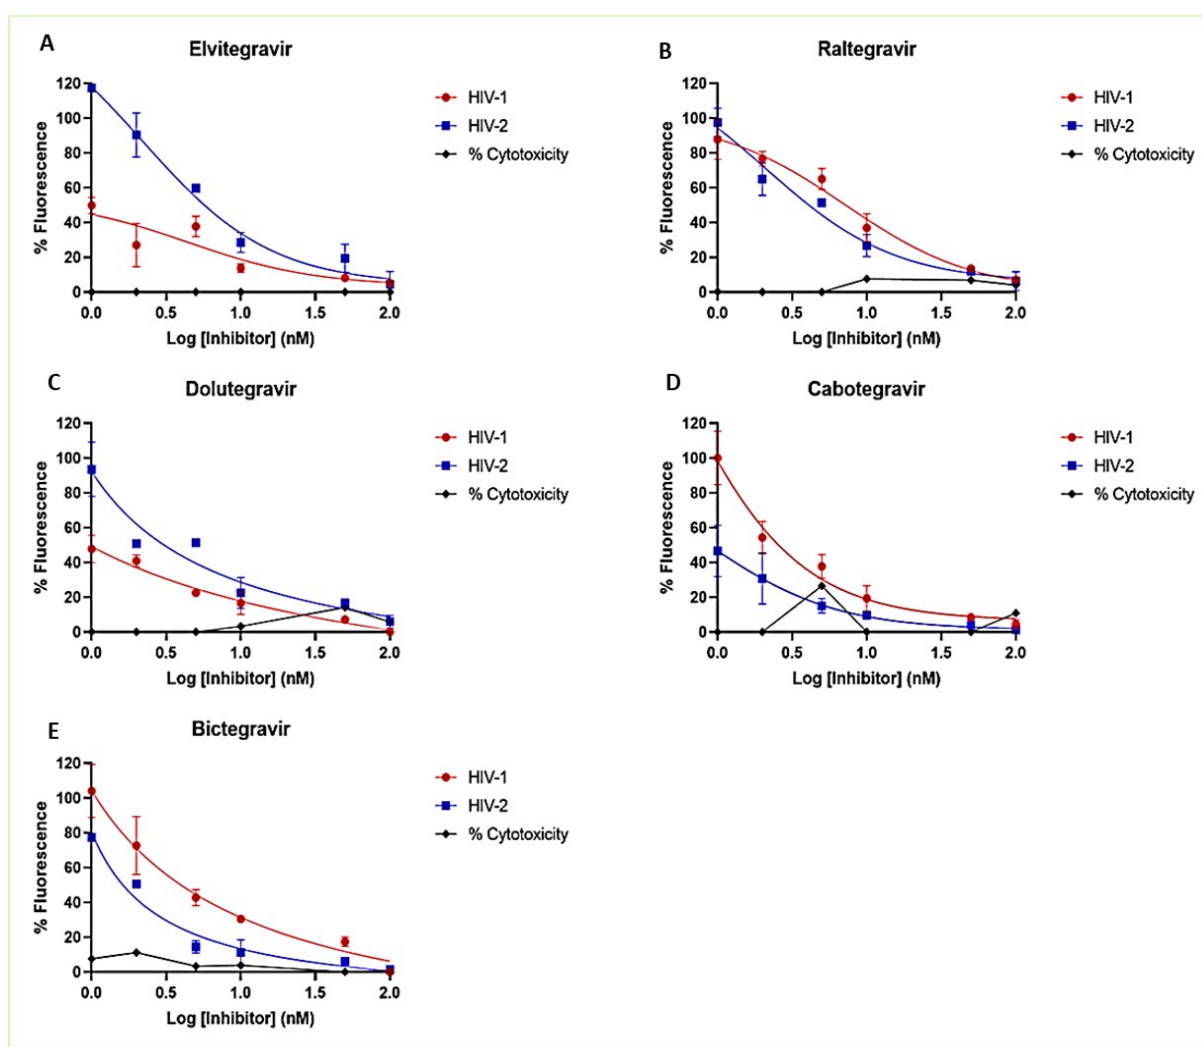 A
Elvitegravir
% Fluorescence
120
100
80
60
40
20
0
0.0 0.5 1.0 1.5 2.0
Log [Inhibitor] (nM)
HIV-1
HIV-2
% Cytotoxicity
B
Raltegravir
% Fluorescence
120
100
80
60
40
20
0
0.0 0.5 1.0 1.5 2.0
Log [Inhibitor] (nM)
HIV-1
HIV-2
% Cytotoxicity
C
Dolutegravir
% Fluorescence
120
100
80
60
40
20
0
0.0 0.5 1.0 1.5 2.0
Log [Inhibitor] (nM)
HIV-1
HIV-2
% Cytotoxicity
D
Cabotegravir
% Fluorescence
120
100
80
60
40
20
0
0.0 0.5 1.0 1.5 2.0
Log [Inhibitor] (nM)
HIV-1
HIV-2
% Cytotoxicity
E
Bictegravir
% Fluorescence
120
100
80
60
40
20
0
0.0 0.5 1.0 1.5 2.0
Log [Inhibitor] (nM)
HIV-1
HIV-2
% Cytotoxicity